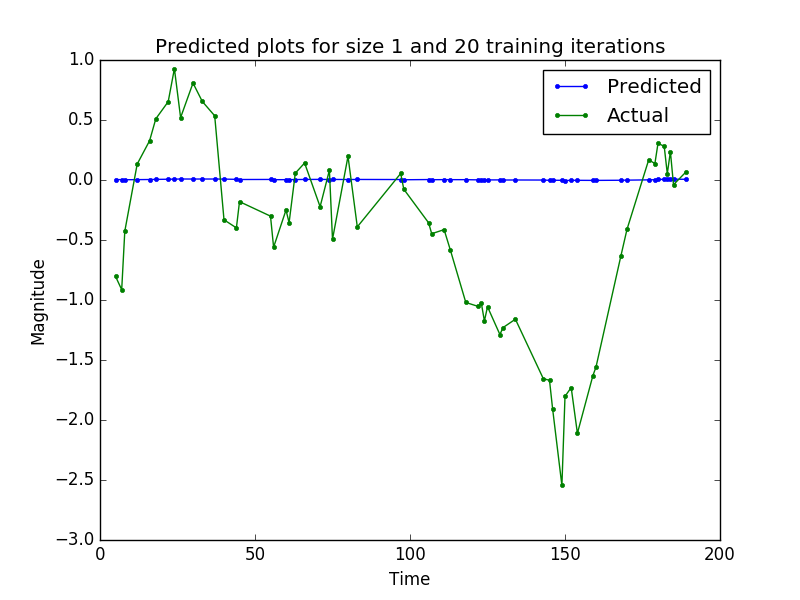 Predicted plots for size 1 and 20 training iterations
Predicted
Actual
1.0
0.5
0.0
−0.5
−1.0
−1.5
−2.0
−2.5
−3.0
Magnitude
0
50
100
150
200
Time